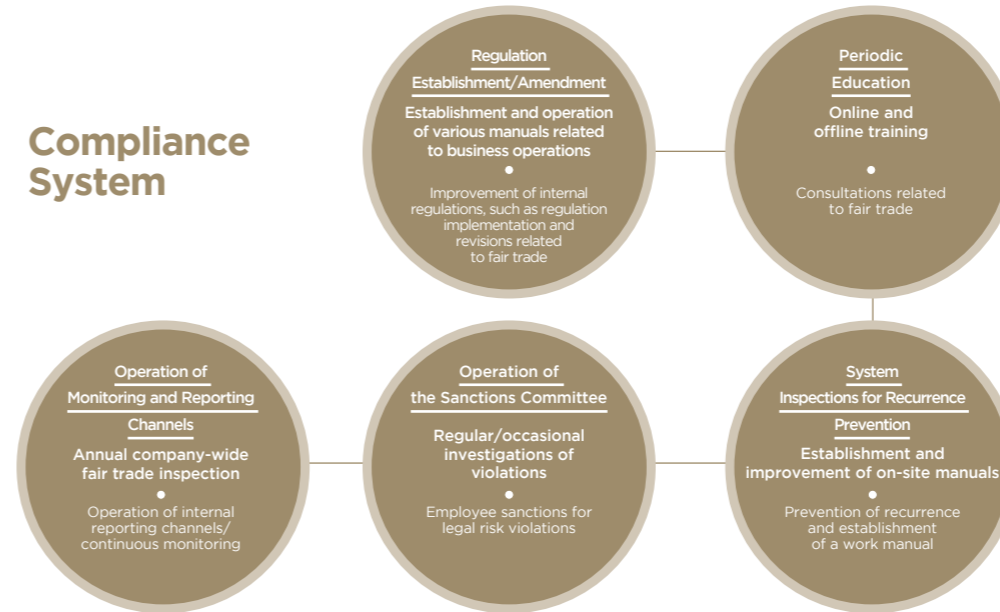 Compliance
System
Regulation
Establishment/Amendment
Establishment and operation
of various manuals related
to business operations
Improvement of internal
regulations, such as regulation
implementation and
revisions related
to fair trade
Periodic
Education
Online and
offline training
Consultations related
to fair trade
Operation of
Monitoring and Reporting
Channels
Annual company-wide
fair trade inspection
Operation of internal
reporting channels/
continuous monitoring
Operation of
the Sanctions Committee
Regular/occasional
investigations of
violations
Employee sanctions for
legal risk violations
System
Inspections for Recurrence
Prevention
Establishment and
improvement of on-site manuals
Prevention of recurrence
and establishment
of a work manual